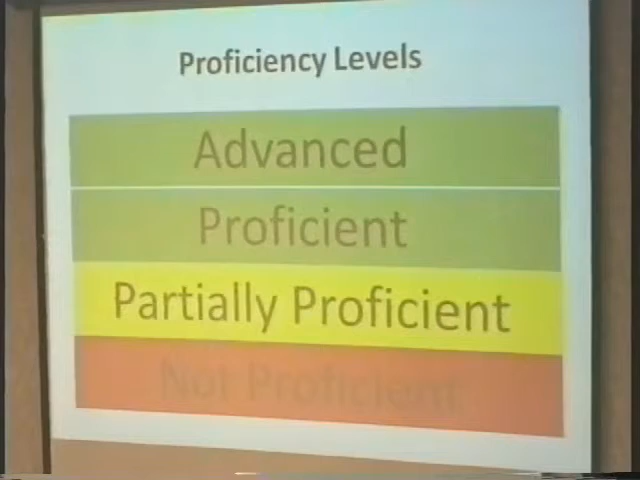 Proficiency Levels
Advanced
Proficient
Partially Proficient
Not Proficient